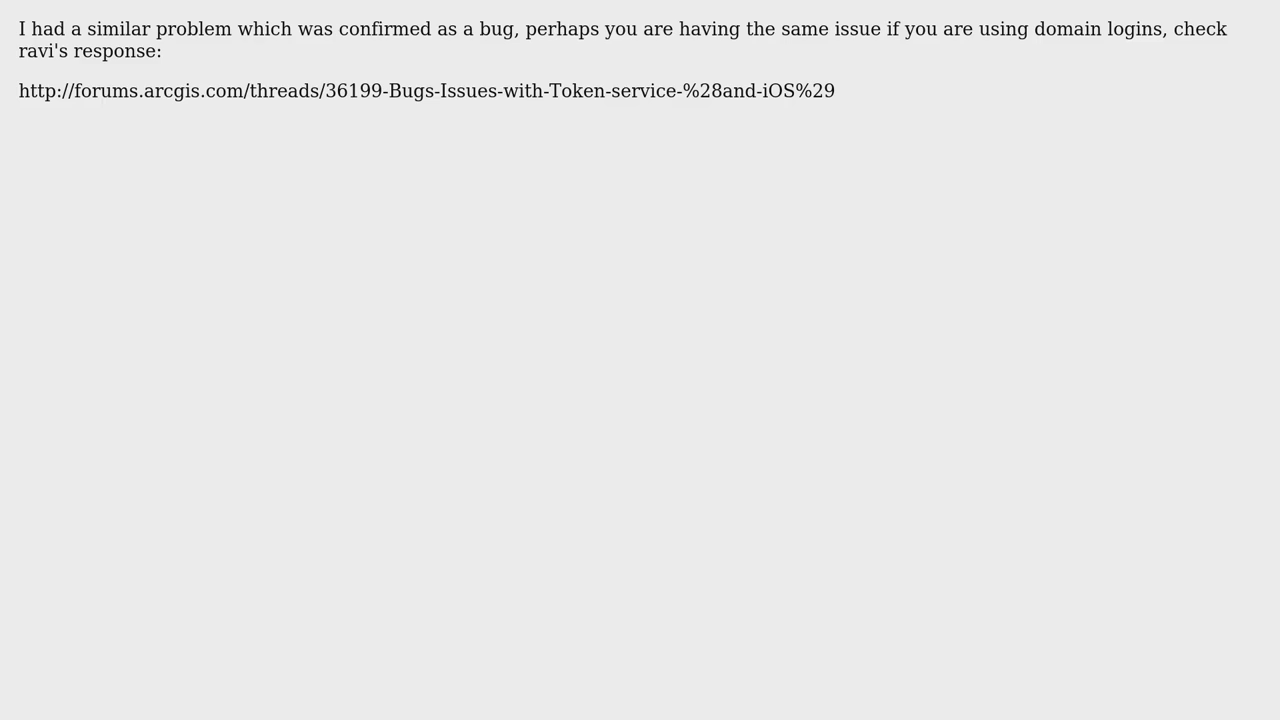 I had a similar problem which was confirmed as a bug, perhaps you are having the same issue if you are using domain logins, check
ravi's response:
http://forums.arcgis.com/threads/36199-Bugs-Issues-with-Token-service-%28and-iOS%29